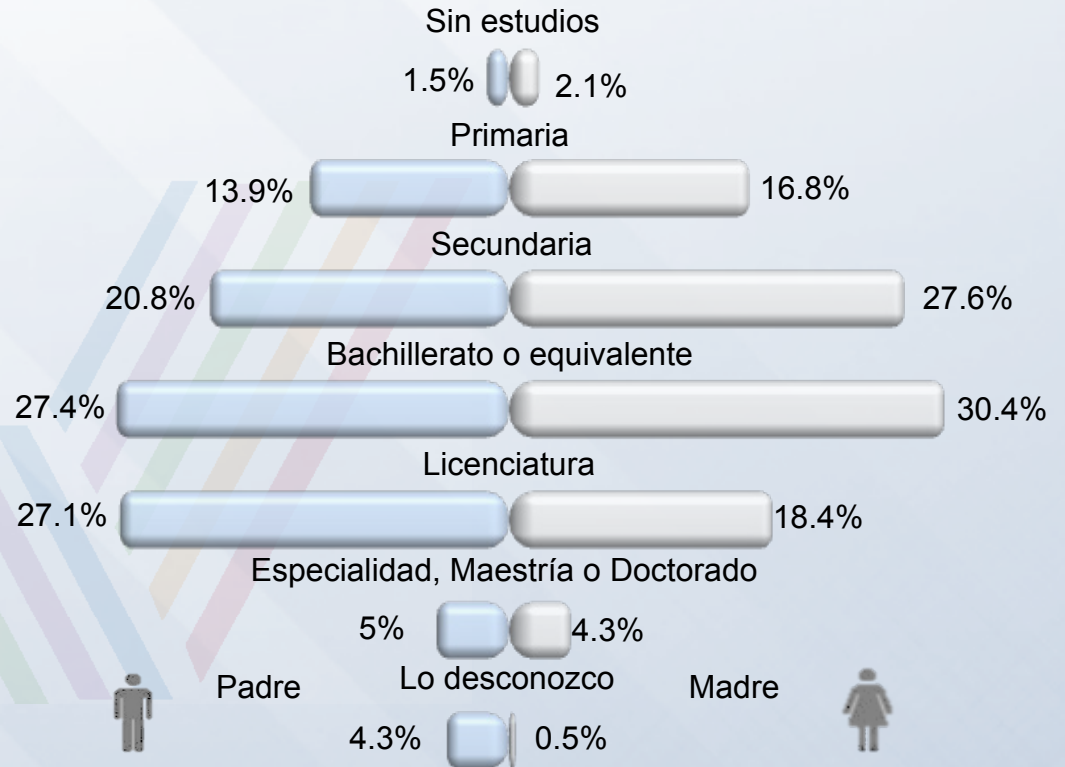 Sin estudios
1.5% 2.1%
Primaria
13.9% 16.8%
Secundaria
20.8% 27.6%
Bachillerato o equivalente
27.4% 30.4%
Licenciatura
27.1% 18.4%
Especialidad, Maestría o Doctorado
5% 4.3%
Padre Lo desconozco Madre
4.3% 0.5%